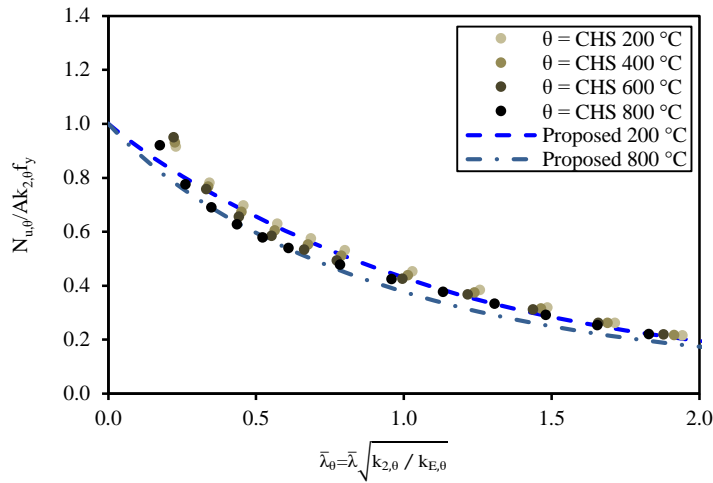 1.4
1.2
1.0
0.8
0.6
0.4
0.2
0.0
N_{u,θ}/Ak_{2,θ}f_y
θ = CHS 200 °C
θ = CHS 400 °C
θ = CHS 600 °C
θ = CHS 800 °C
Proposed 200 °C
Proposed 800 °C
0.0 0.5 1.0 1.5 2.0
λ̄_θ=λ̄√k_{2,θ} / k_{E,θ}